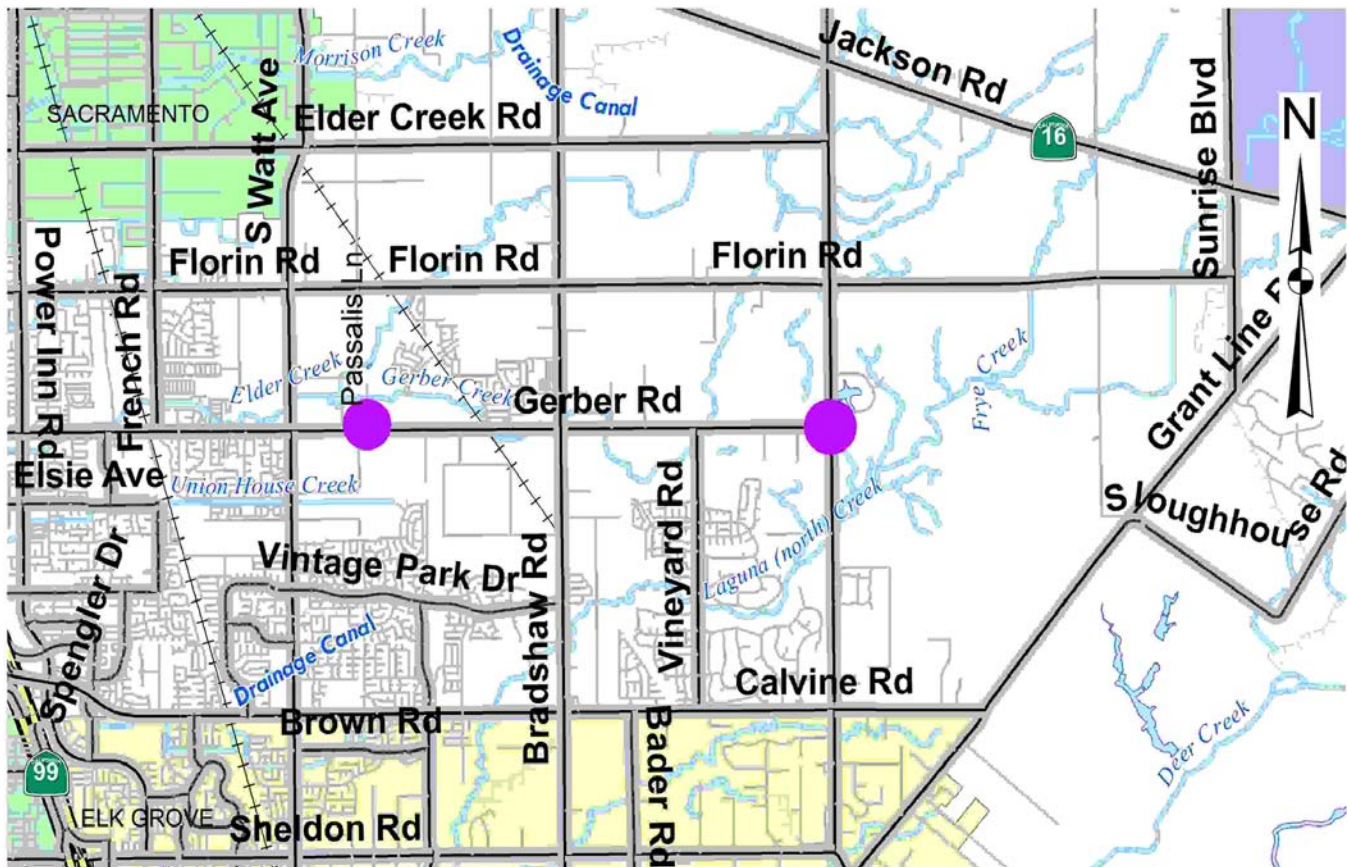 Morrison Creek
Drainage Canal
Jackson Rd
SACRAMENTO
S Watt Ave
Elder Creek Rd
CALIFORNIA
16
Sunrise Blvd
N
Power Inn Rd
French Rd
Florin Rd
Passalis Ln
Florin Rd
Florin Rd
Grant Line R
Elder Creek
Gerber Creek
Gerber Rd
Frye Creek
Elsie Ave
Union House Creek
Vineyard Rd
Laguna (north) Creek
Sloughhouse Rd
Spengler Dr
Vintage Park Dr
Bradshaw Rd
Drainage Canal
Calvine Rd
Brown Rd
Bader Rd
Deer Creek
99
ELK GROVE
Sheldon Rd